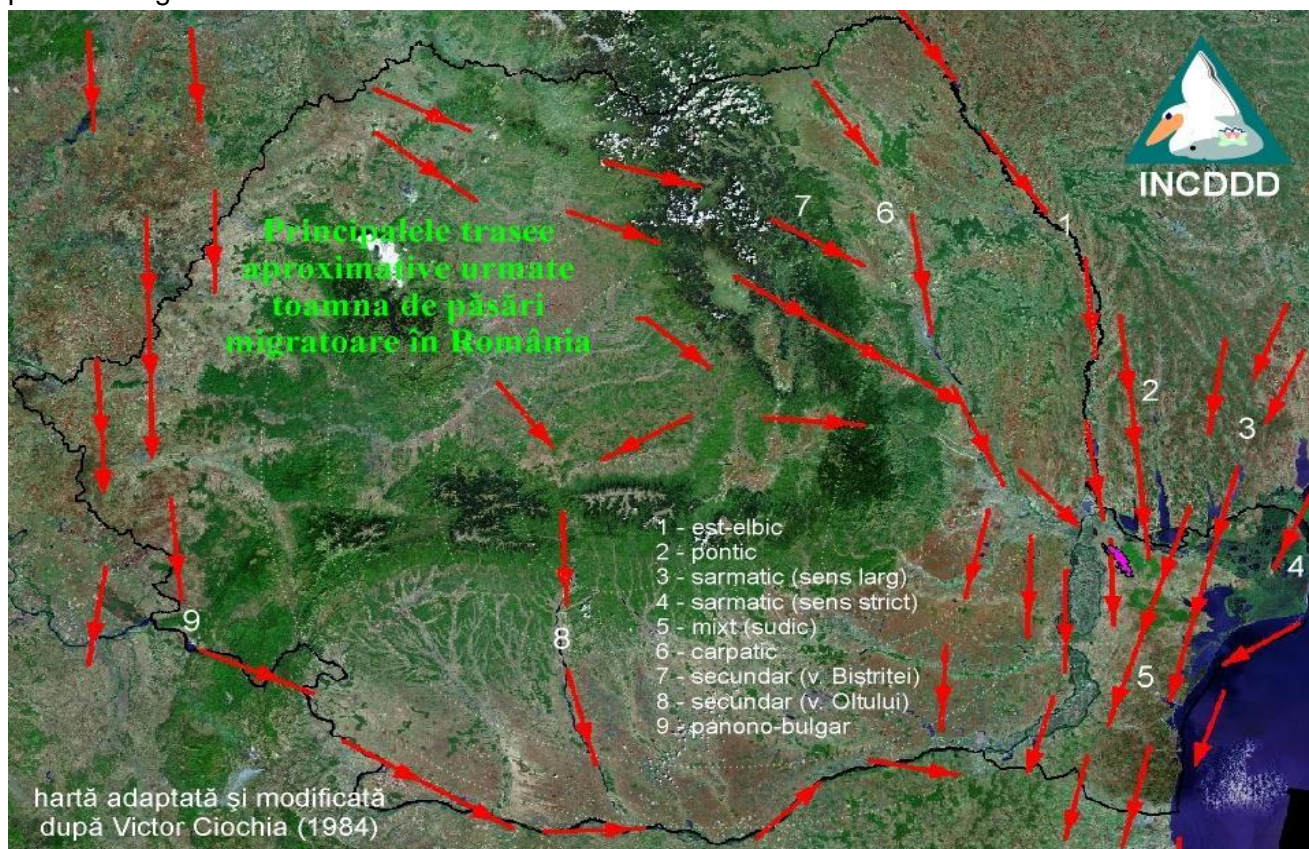 INCDDD
Principalele trasee
aproximative urmate
toamna de păsări
migratoare în România
7
6
1
2
3
4
5
8
9
1 - est-elbic
2 - pontic
3 - sarmatic (sens larg)
4 - sarmatic (sens strict)
5 - mixt (sudic)
6 - carpatic
7 - secundar (v. Biştriţei)
8 - secundar (v. Oltului)
9 - panono-bulgar
hartă adaptată şi modificată
după Victor Ciochia (1984)